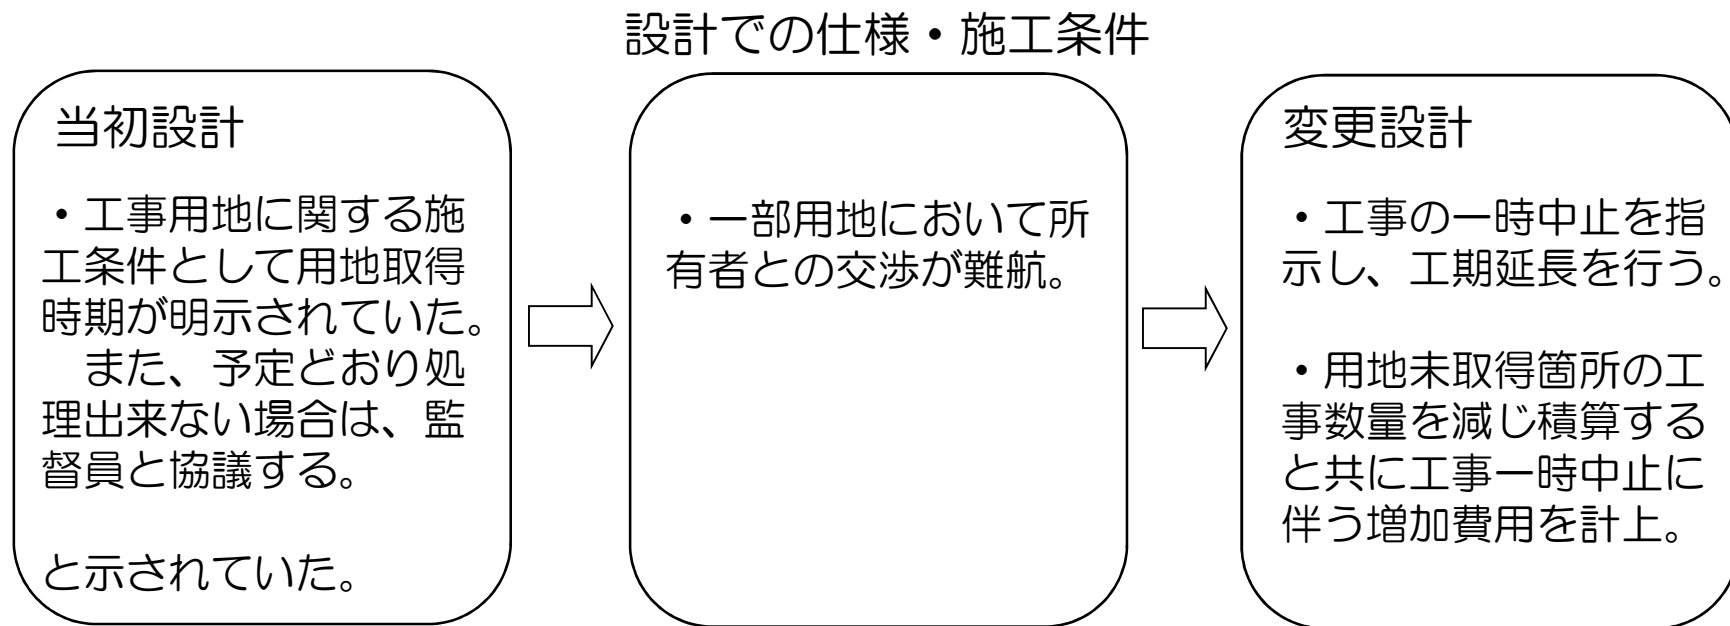 設計での仕様・施工条件
当初設計
・工事用地に関する施
工条件として用地取得
時期が明示されていた。
　また、予定どおり処
理出来ない場合は、監
督員と協議する。
と示されていた。
・一部用地において所
有者との交渉が難航。
変更設計
・工事の一時中止を指
示し、工期延長を行う。
・用地未取得箇所の工
事数量を減じ積算する
と共に工事一時中止に
伴う増加費用を計上。